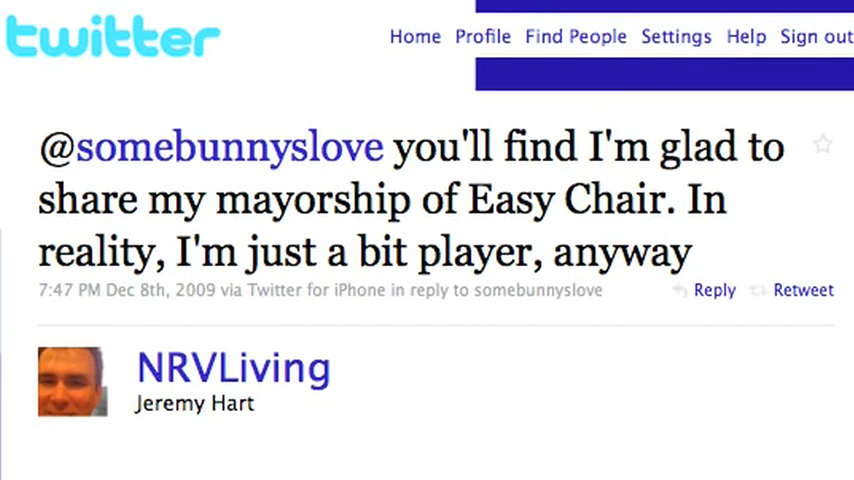 twitter
Home Profile Find People Settings Help Sign out
@somebunnyslove you'll find I'm glad to
share my mayorship of Easy Chair. In
reality, I'm just a bit player, anyway
7:47 PM Dec 8th, 2009 via Twitter for iPhone in reply to somebunnyslove Reply Retweet
NRVLiving
Jeremy Hart